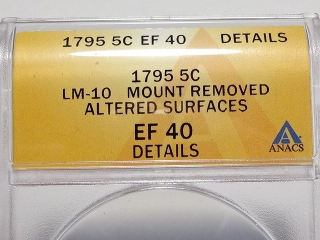 1795 5C EF 40 DETAILS
1795 5C
LM-10 MOUNT REMOVED
ALTERED SURFACES
EF 40
DETAILS
ANACS